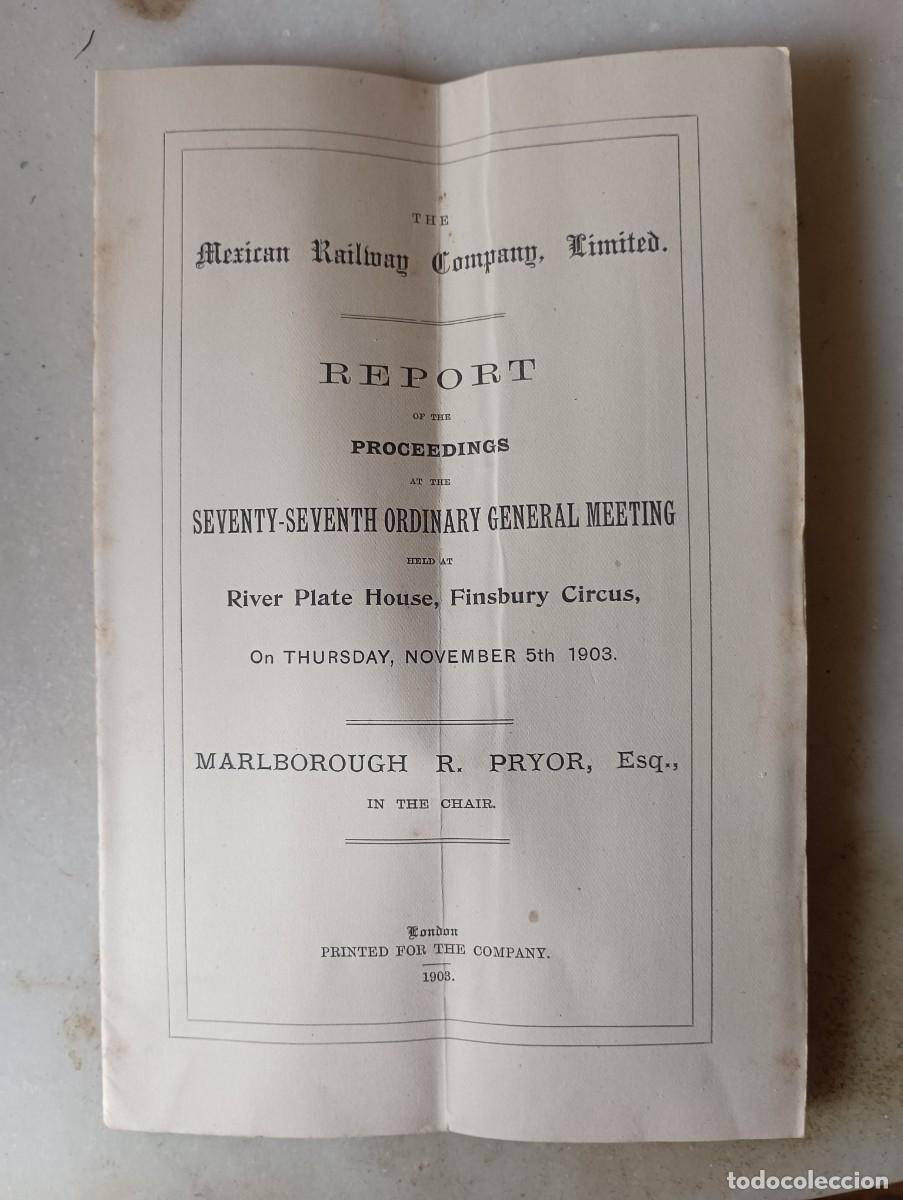 THE
Mexican Railway Company, Limited.
REPORT
OF THE
PROCEEDINGS
AT THE
SEVENTY-SEVENTH ORDINARY GENERAL MEETING
HELD AT
River Plate House, Finsbury Circus,
On THURSDAY, NOVEMBER 5th 1903.
MARLBOROUGH R. PRYOR, Esq.,
IN THE CHAIR.
London
PRINTED FOR THE COMPANY.
1903.
todocoleccion